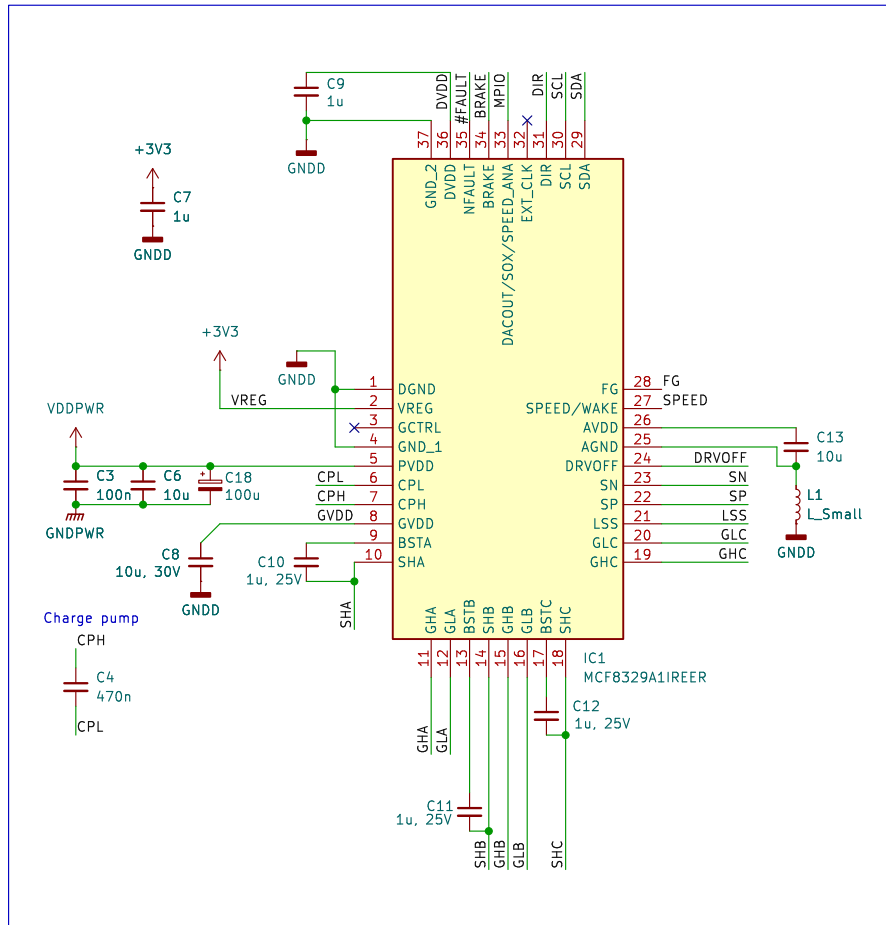 C9
1u
GNDD
DVDD
#FAULT
BRAKE
MPIO
DIR
SCL
SDA
37
36
35
34
33
32
31
30
29
GND_2
DVDD
NFAULT
BRAKE
DACOUT/SOX/SPEED_ANA
EXT_CLK
DIR
SCL
SDA
+3V3
C7
1u
GNDD
+3V3
GNDD
VREG
1 DGND
2 VREG
3 GCTRL
4 GND_1
5 PVDD
6 CPL
7 CPH
8 GVDD
9 BSTA
10 SHA
FG 28 FG
SPEED/WAKE 27 SPEED
AVDD 26
AGND 25
DRVOFF 24 DRVOFF
SN 23 SN
SP 22 SP
LSS 21 LSS
GLC 20 GLC
GHC 19 GHC
C13
10u
L1
L_Small
GNDD
VDDPWR
C3
100n
C6
10u
+
C18
100u
GNDPWR
CPL
CPH
GVDD
C8
10u, 30V
GNDD
C10
1u, 25V
SHA
Charge pump
CPH
C4
470n
CPL
GHA
GLA
BSTB
SHB
GHB
GLB
BSTC
SHC
11
12
13
14
15
16
17
18
IC1
MCF8329A1IREER
C12
1u, 25V
GHA
GLA
C11
1u, 25V
SHB
GHB
GLB
SHC